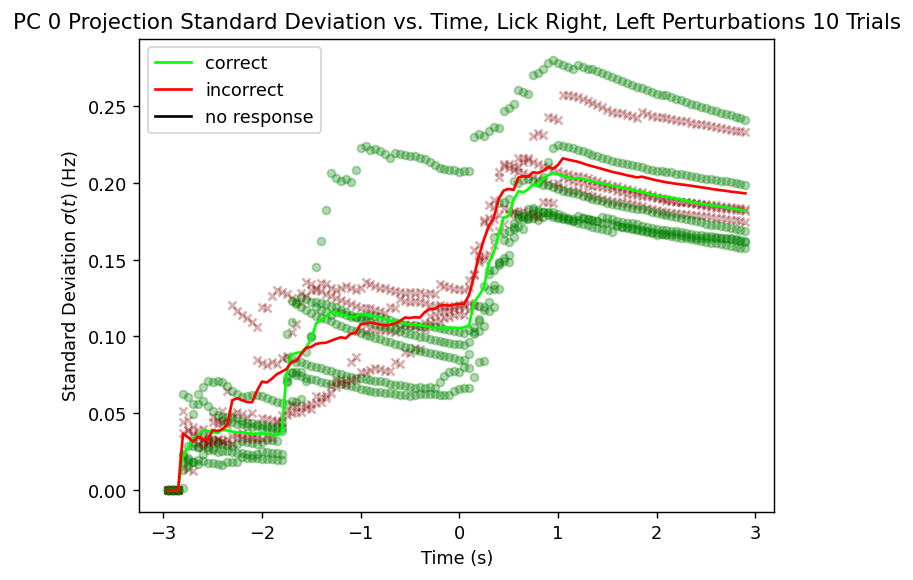 PC 0 Projection Standard Deviation vs. Time, Lick Right, Left Perturbations 10 Trials
correct
incorrect
no response
Standard Deviation σ(t) (Hz)
0.25
0.20
0.15
0.10
0.05
0.00
−3 −2 −1 0 1 2 3
Time (s)